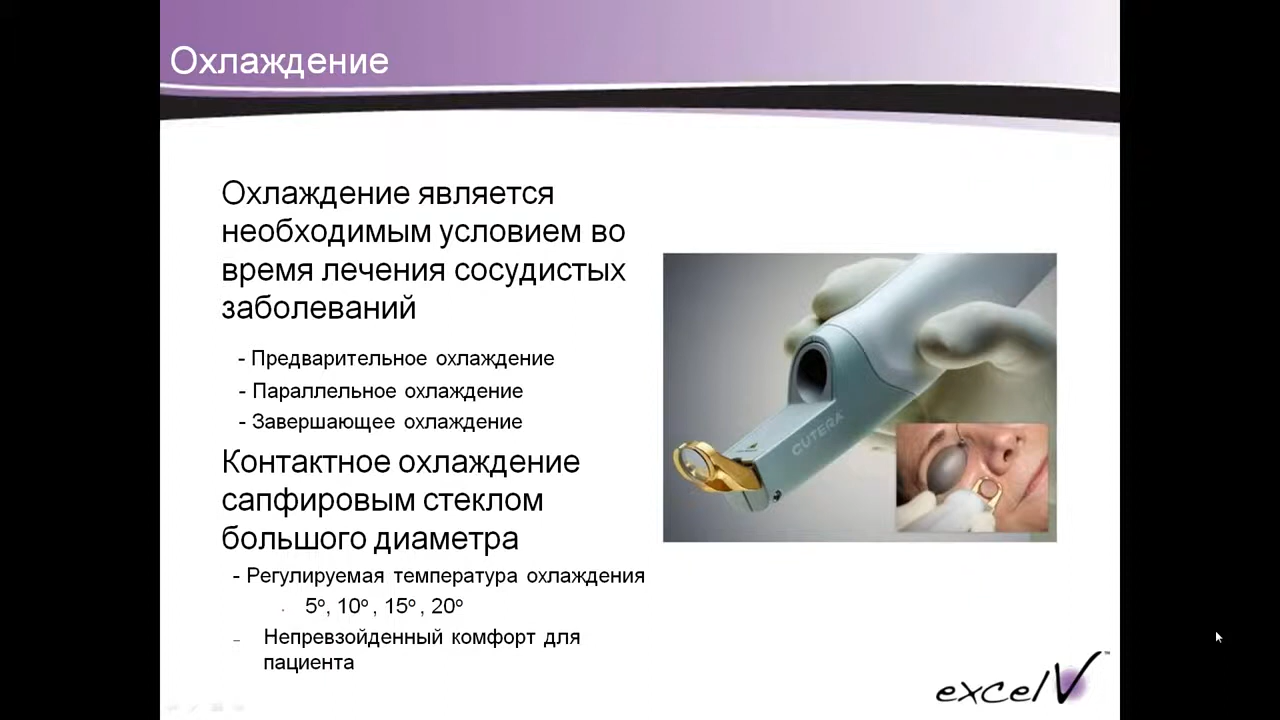 Охлаждение
Охлаждение является
необходимым условием во
время лечения сосудистых
заболеваний
- Предварительное охлаждение
- Параллельное охлаждение
- Завершающее охлаждение
Контактное охлаждение
сапфировым стеклом
большого диаметра
- Регулируемая температура охлаждения
· 5º, 10º , 15º , 20º
– Непревзойденный комфорт для
пациента
CUTERA
excel V™